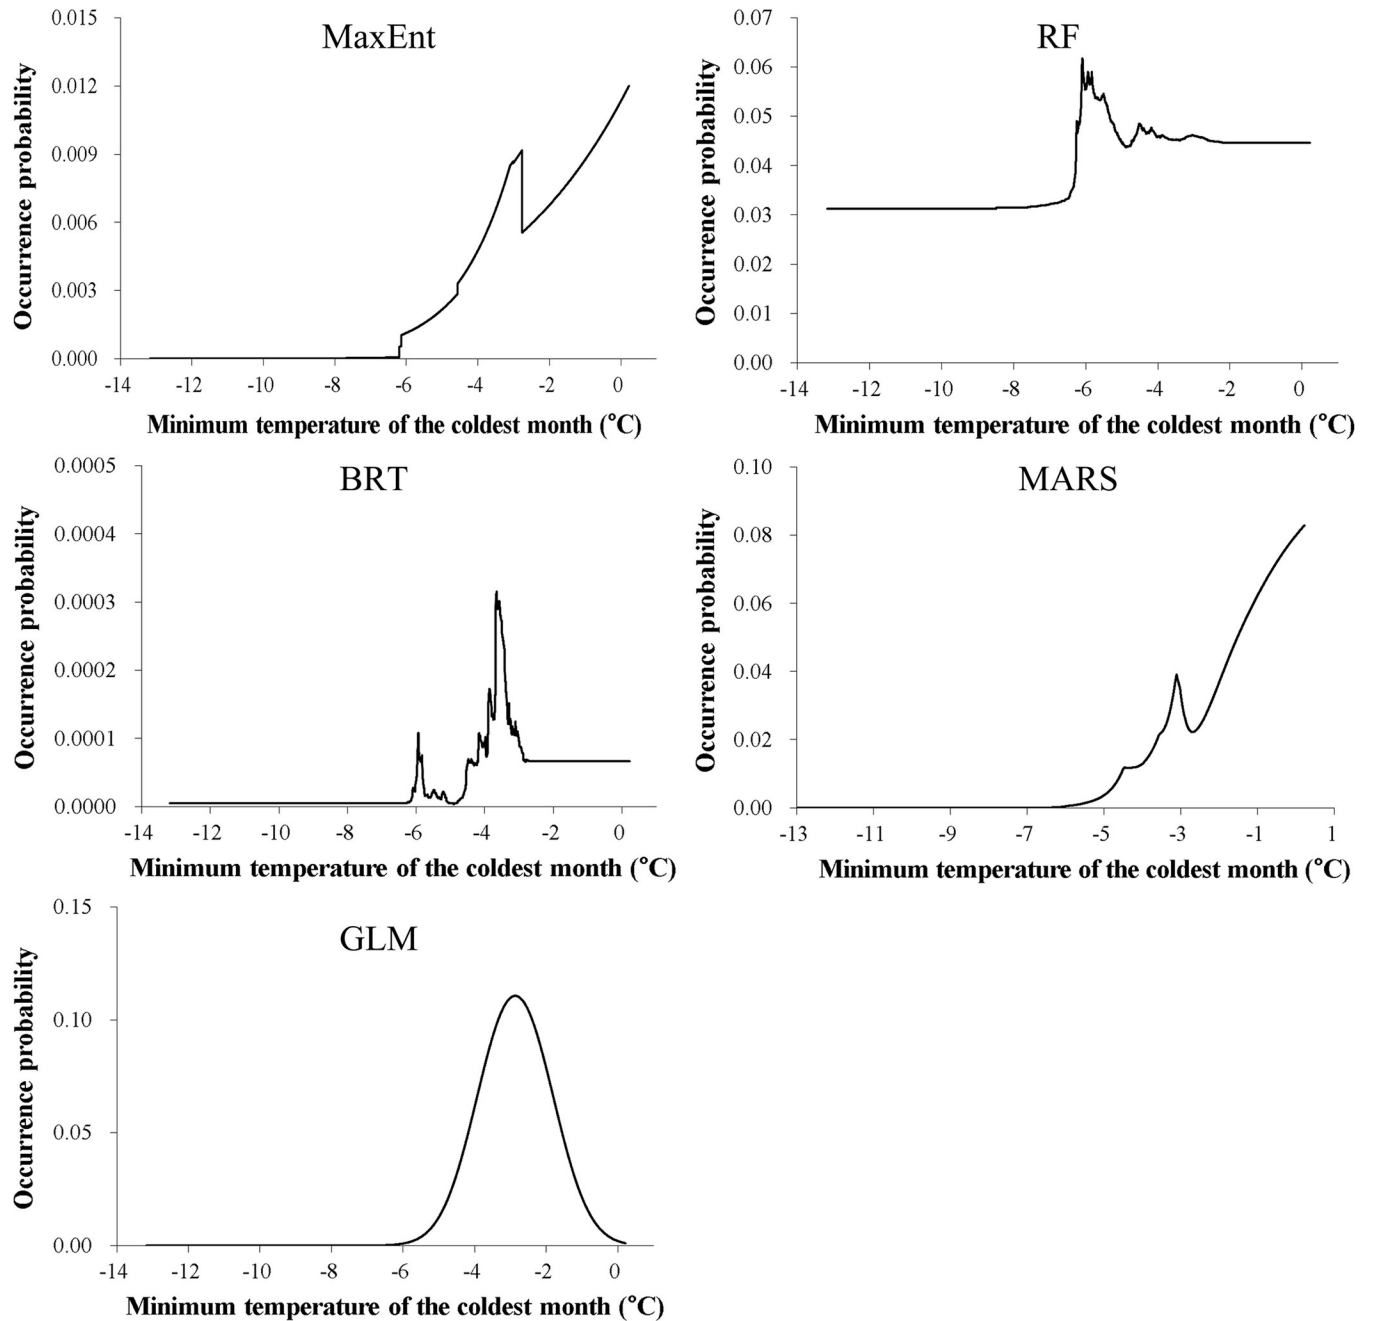 MaxEnt
Occurrence probability
0.015
0.012
0.009
0.006
0.003
0.000
-14 -12 -10 -8 -6 -4 -2 0
Minimum temperature of the coldest month (°C)
RF
Occurrence probability
0.07
0.06
0.05
0.04
0.03
0.02
0.01
0.00
-14 -12 -10 -8 -6 -4 -2 0
Minimum temperature of the coldest month (°C)
BRT
Occurrence probability
0.0005
0.0004
0.0003
0.0002
0.0001
0.0000
-14 -12 -10 -8 -6 -4 -2 0
Minimum temperature of the coldest month (°C)
MARS
Occurrence probability
0.10
0.08
0.06
0.04
0.02
0.00
-13 -11 -9 -7 -5 -3 -1 1
Minimum temperature of the coldest month (°C)
GLM
Occurrence probability
0.15
0.10
0.05
0.00
-14 -12 -10 -8 -6 -4 -2 0
Minimum temperature of the coldest month (°C)